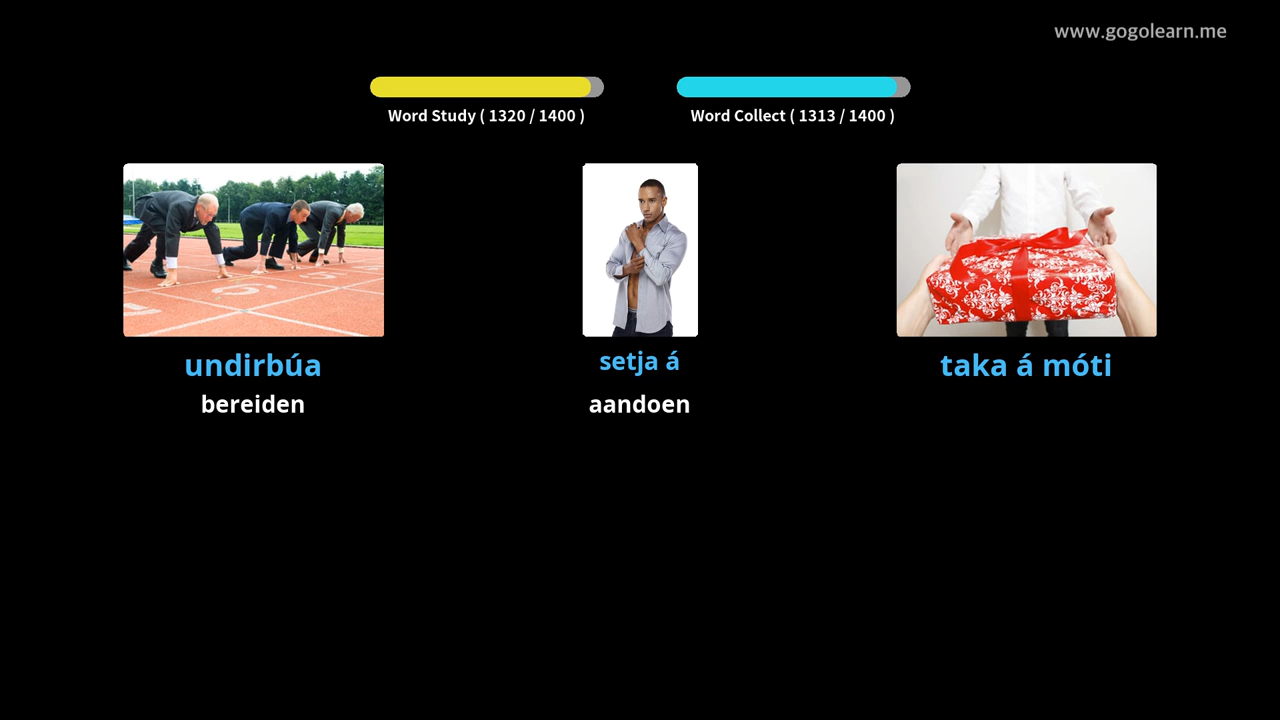 www.gogolearn.me
Word Study ( 1320 / 1400 )
Word Collect ( 1313 / 1400 )
undirbúa
setja á
taka á móti
bereiden
aandoen